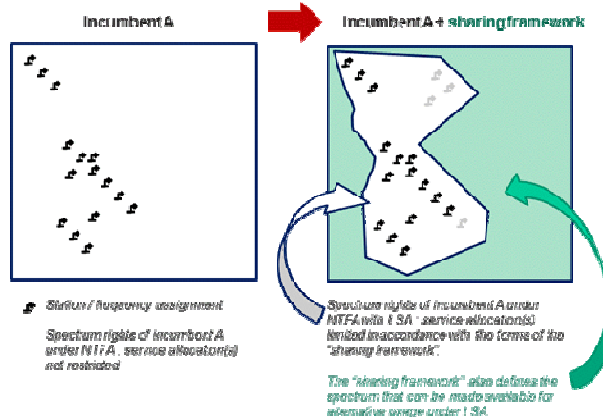 Incumbent A
Incumbent A + sharing framework
Station / frequency assignment
Spectrum rights of incumbent A
under NTFA : service allocation(s)
not restricted
Spectrum rights of incumbent A under
NTFA with LSA : service allocation(s)
limited in accordance with the terms of the
"sharing framework".
The "sharing framework" also defines the
spectrum that can be made available for
alternative usage under LSA